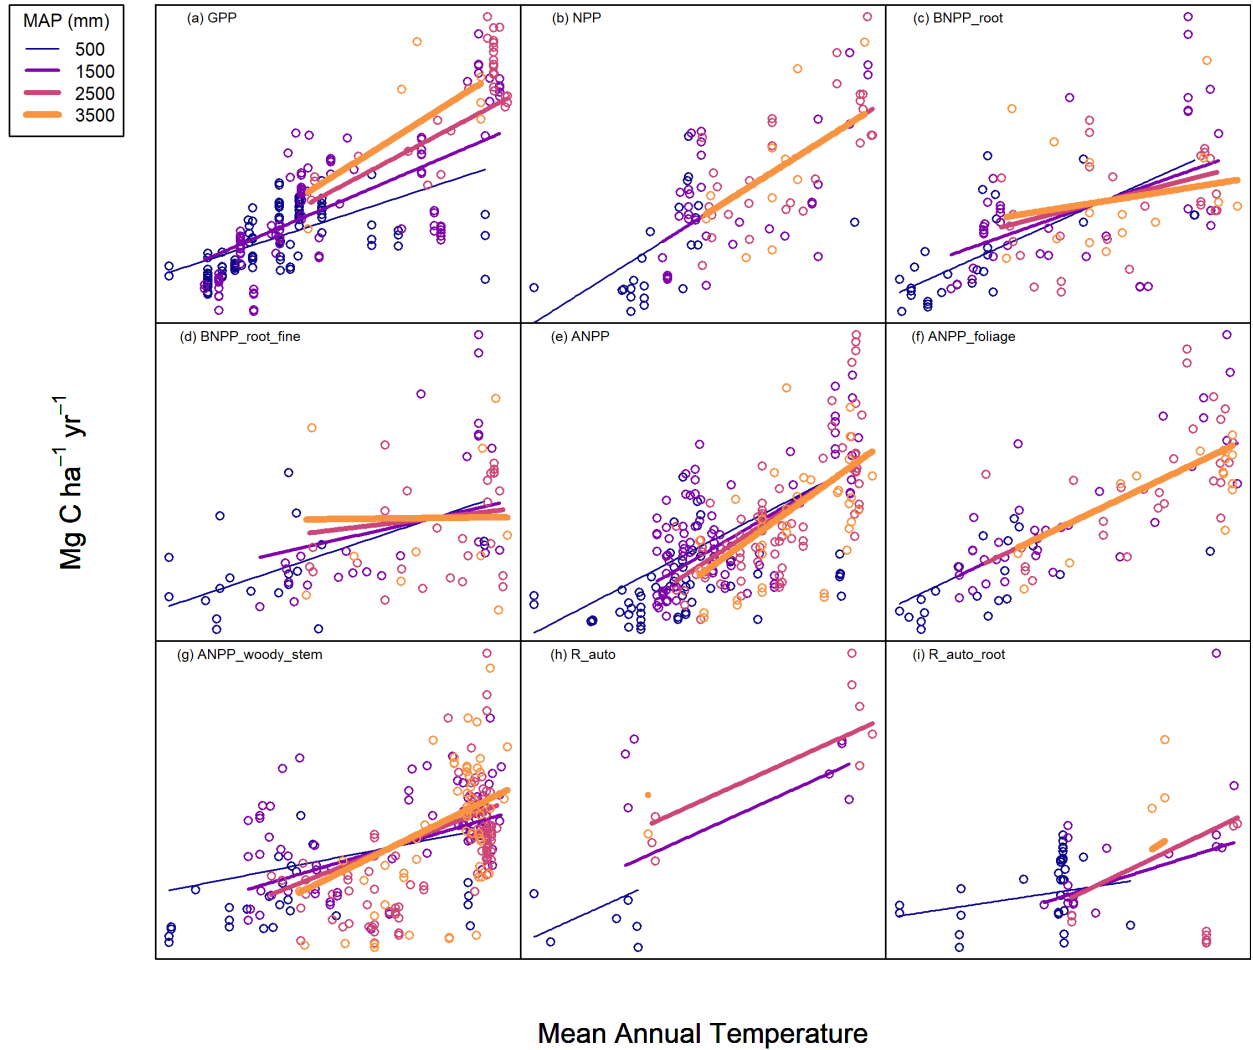 MAP (mm)
500
1500
2500
3500
(a) GPP
(b) NPP
(c) BNPP_root
(d) BNPP_root_fine
(e) ANPP
(f) ANPP_foliage
(g) ANPP_woody_stem
(h) R_auto
(i) R_auto_root
Mg C ha⁻¹ yr⁻¹
Mean Annual Temperature